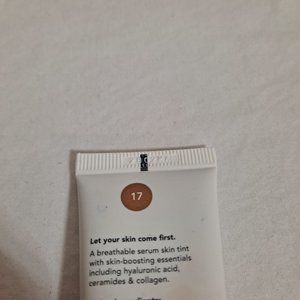 17
Let your skin come first.
A breathable serum skin tint
with skin-boosting essentials
including hyaluronic acid,
ceramides & collagen.